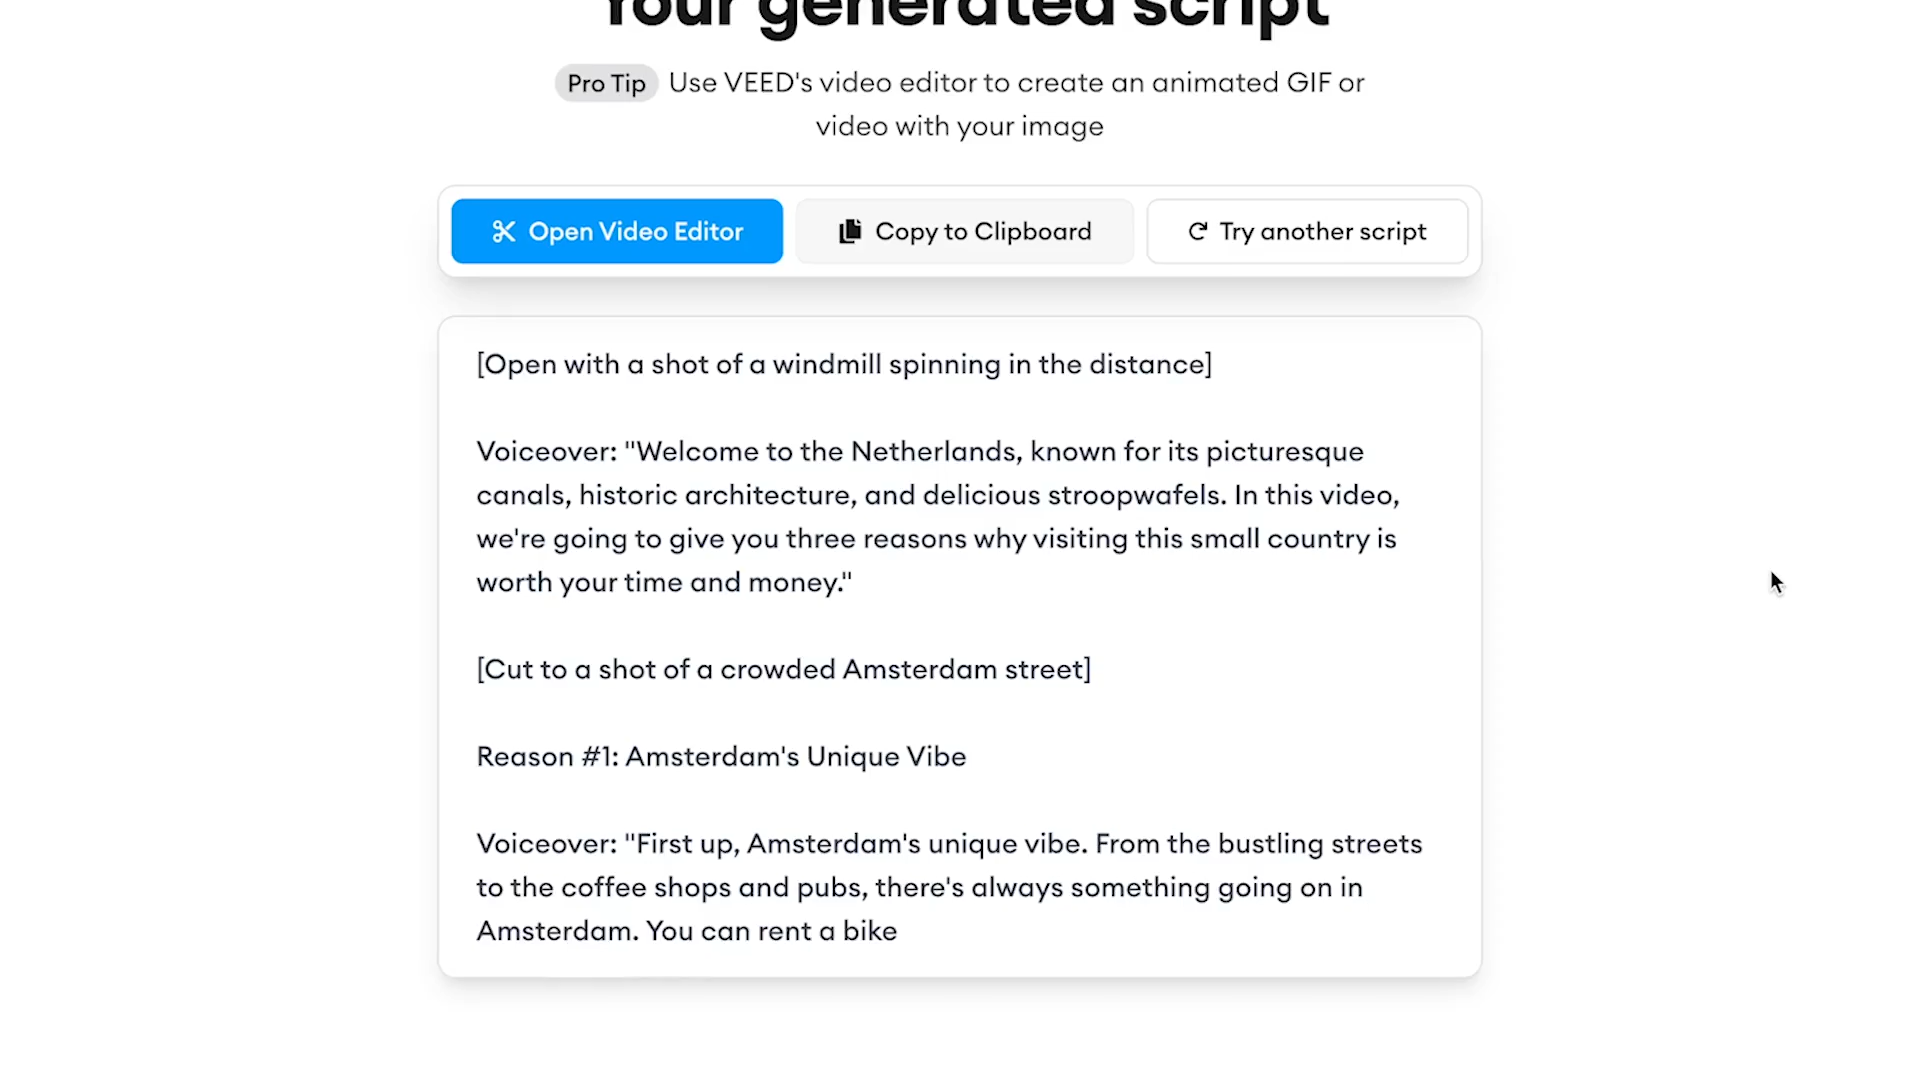 Your generated script
Pro Tip Use VEED's video editor to create an animated GIF or
video with your image
Open Video Editor Copy to Clipboard Try another script
[Open with a shot of a windmill spinning in the distance]
Voiceover: "Welcome to the Netherlands, known for its picturesque
canals, historic architecture, and delicious stroopwafels. In this video,
we're going to give you three reasons why visiting this small country is
worth your time and money."
[Cut to a shot of a crowded Amsterdam street]
Reason #1: Amsterdam's Unique Vibe
Voiceover: "First up, Amsterdam's unique vibe. From the bustling streets
to the coffee shops and pubs, there's always something going on in
Amsterdam. You can rent a bike